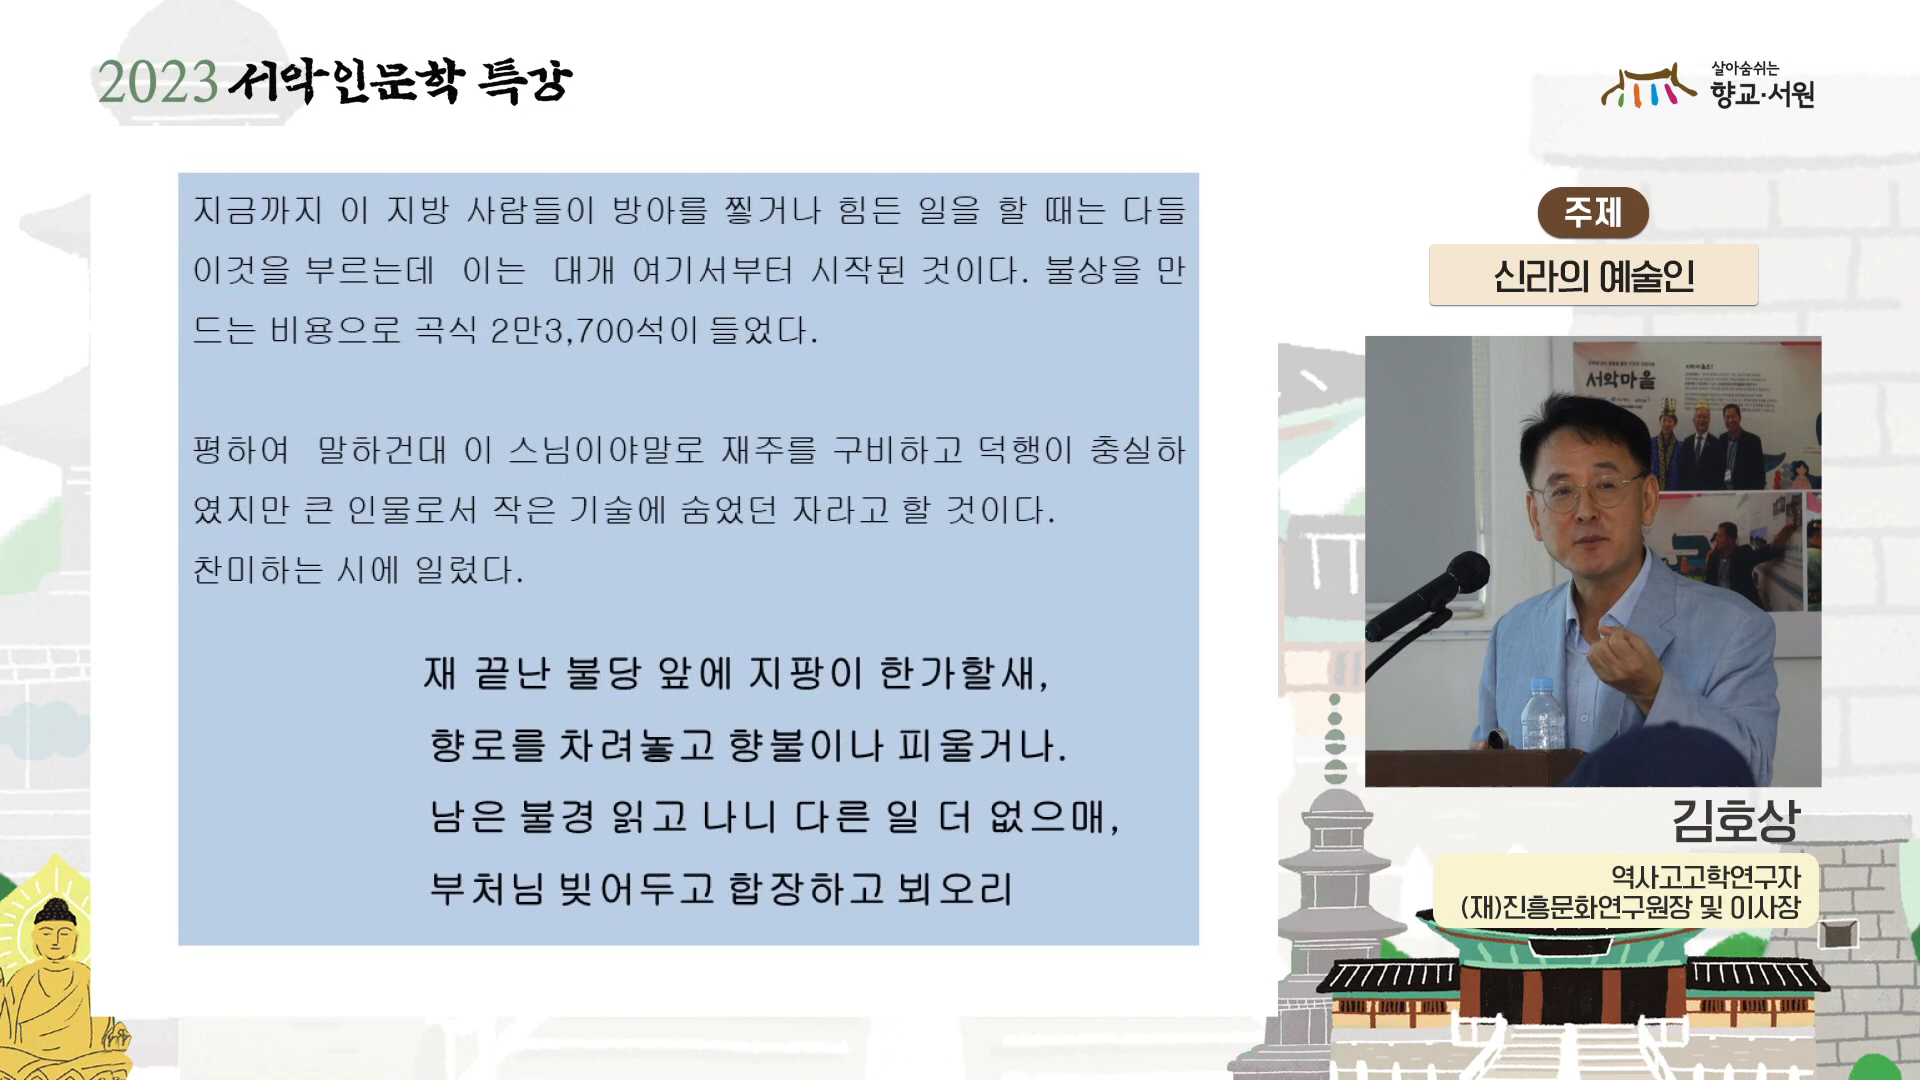 2023 서악인문학 특강
살아숨쉬는
향교·서원
지금까지 이 지방 사람들이 방아를 찧거나 힘든 일을 할 때는 다들
이것을 부르는데 이는 대개 여기서부터 시작된 것이다. 불상을 만
드는 비용으로 곡식 2만3,700석이 들었다.
평하여 말하건대 이 스님이야말로 재주를 구비하고 덕행이 충실하
였지만 큰 인물로서 작은 기술에 숨었던 자라고 할 것이다.
찬미하는 시에 일렀다.
재 끝난 불당 앞에 지팡이 한가할새,
향로를 차려놓고 향불이나 피울거나.
남은 불경 읽고 나니 다른 일 더 없으매,
부처님 빚어두고 합장하고 뵈오리
주제
신라의 예술인
서악마을
김호상
역사고고학연구자
(재)진흥문화연구원장 및 이사장